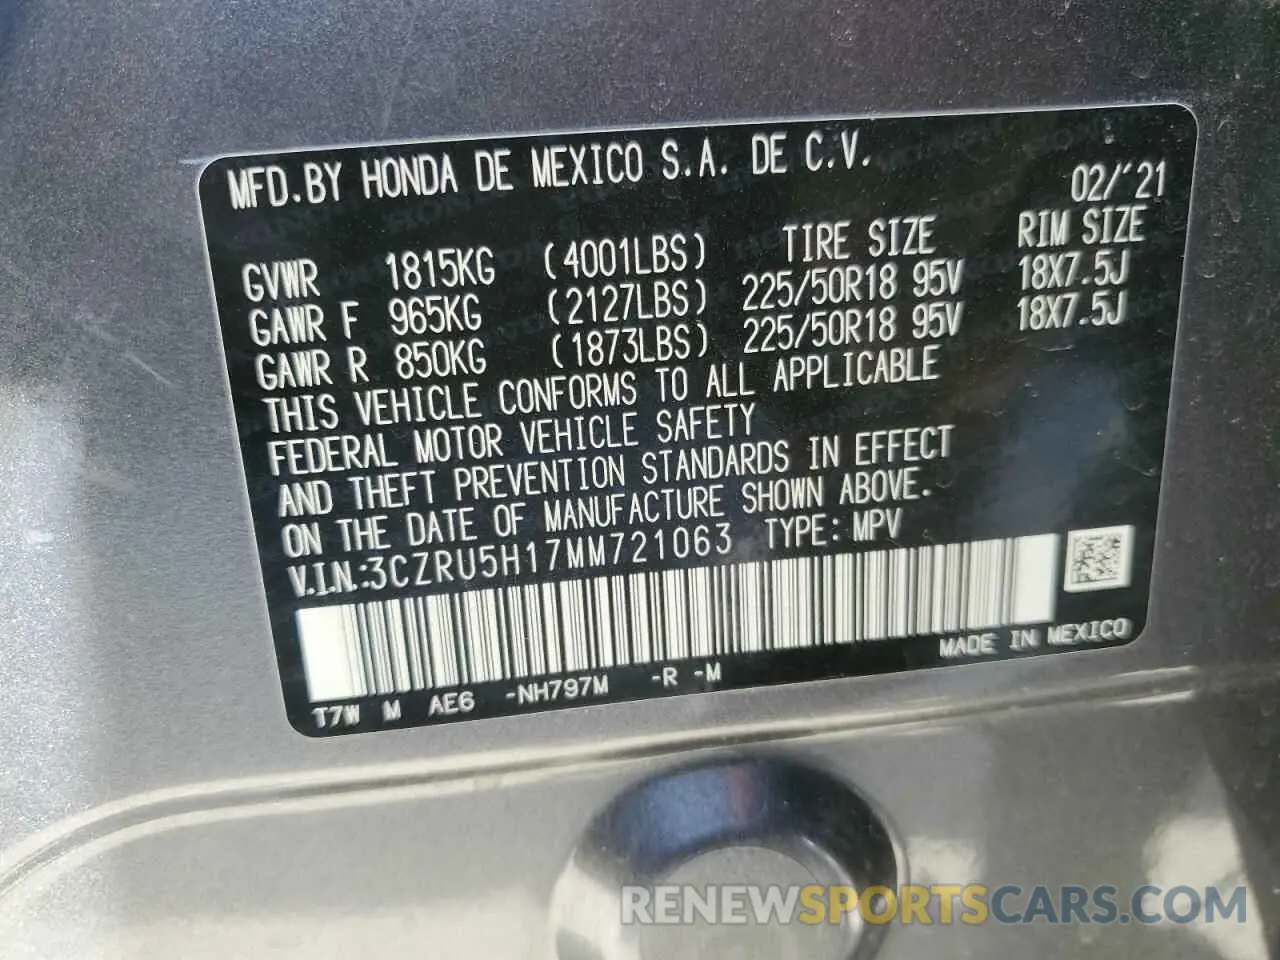 MFD.BY HONDA DE MEXICO S.A. DE C.V.
02/'21
GVWR 1815KG (4001LBS) TIRE SIZE RIM SIZE
GAWR F 965KG (2127LBS) 225/50R18 95V 18X7.5J
GAWR R 850KG (1873LBS) 225/50R18 95V 18X7.5J
THIS VEHICLE CONFORMS TO ALL APPLICABLE
FEDERAL MOTOR VEHICLE SAFETY
AND THEFT PREVENTION STANDARDS IN EFFECT
ON THE DATE OF MANUFACTURE SHOWN ABOVE.
V.I.N.:3CZRU5H17MM721063 TYPE: MPV
MADE IN MEXICO
T7W M AE6 -NH797M -R -M
RENEWSPORTSCARS.COM